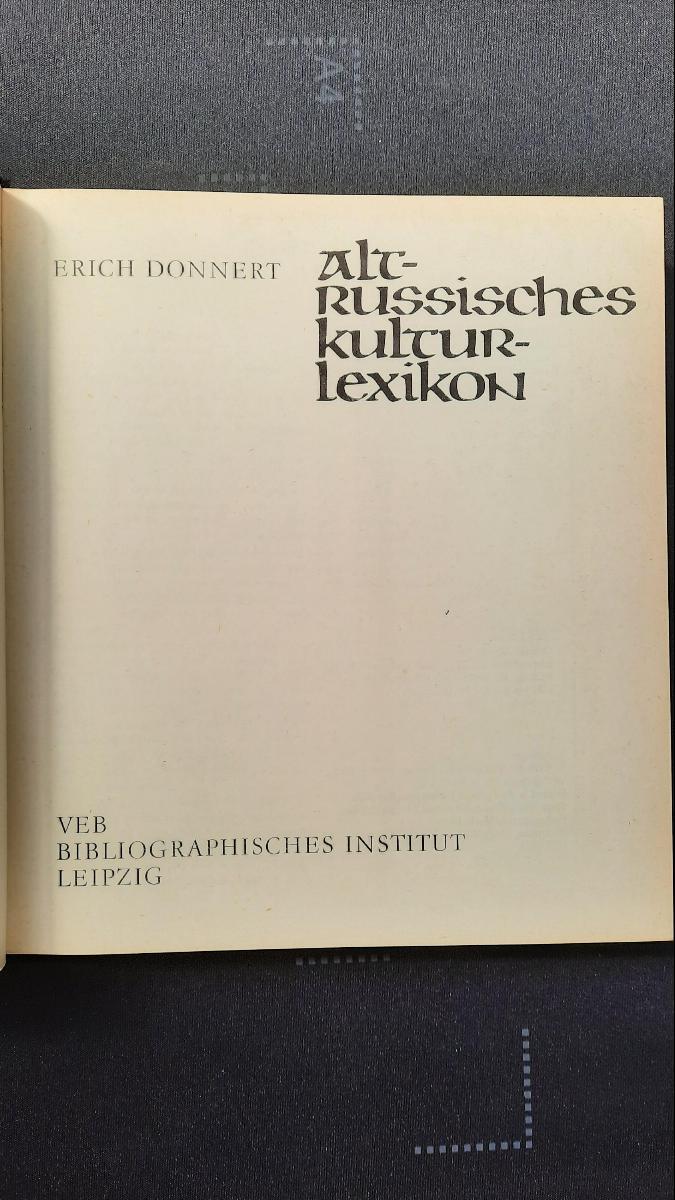 A4
ERICH DONNERT
alt-
Russisches
kultur-
lexikon
VEB
BIBLIOGRAPHISCHES INSTITUT
LEIPZIG